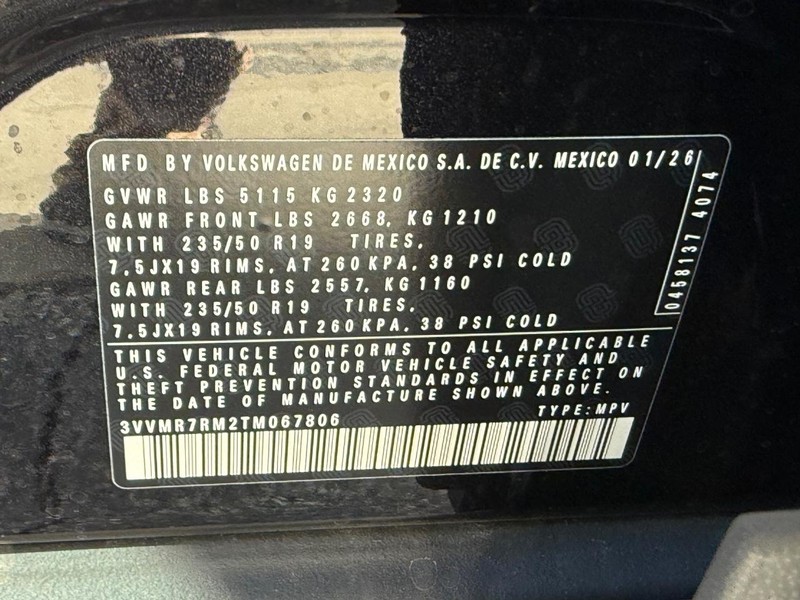 MFD BY VOLKSWAGEN DE MEXICO S.A. DE C.V. MEXICO 01/26
GVWR LBS 5115 KG 2320
GAWR FRONT LBS 2668, KG 1210
WITH 235/50 R19 TIRES,
7,5JX19 RIMS, AT 260 KPA, 38 PSI COLD
GAWR REAR LBS 2557, KG 1160
WITH 235/50 R19 TIRES,
7,5JX19 RIMS, AT 260 KPA, 38 PSI COLD
0458137 4074
THIS VEHICLE CONFORMS TO ALL APPLICABLE
U.S. FEDERAL MOTOR VEHICLE SAFETY AND
THEFT PREVENTION STANDARDS IN EFFECT ON
THE DATE OF MANUFACTURE SHOWN ABOVE.
3VVMR7RM2TM067806 TYPE: MPV